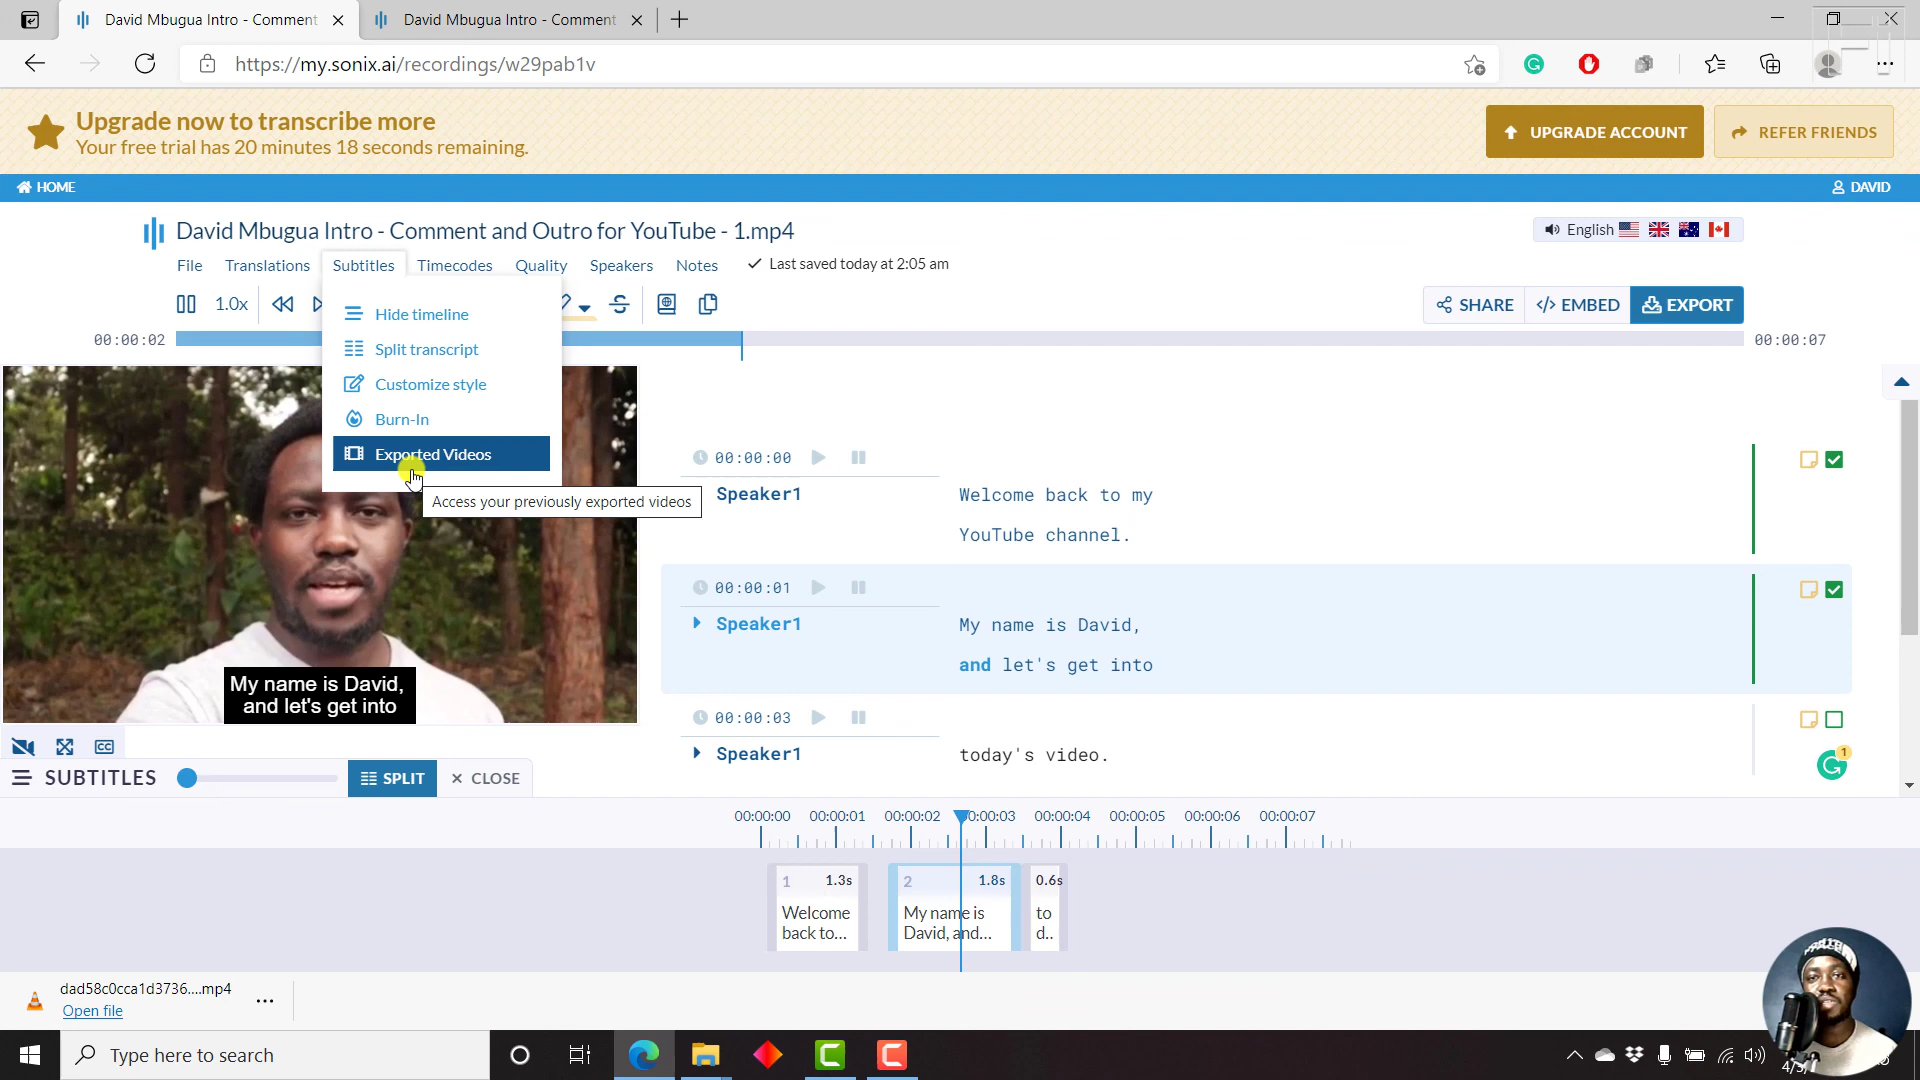 David Mbugua Intro - Comment
David Mbugua Intro - Comment
https://my.sonix.ai/recordings/w29pab1v
Upgrade now to transcribe more
Your free trial has 20 minutes 18 seconds remaining.
UPGRADE ACCOUNT
REFER FRIENDS
HOME
DAVID
David Mbugua Intro - Comment and Outro for YouTube - 1.mp4
English
File Translations Subtitles Timecodes Quality Speakers Notes Last saved today at 2:05 am
1.0x
SHARE
</> EMBED
EXPORT
00:00:02
00:00:07
Hide timeline
Split transcript
Customize style
Burn-In
Exported Videos
Access your previously exported videos
00:00:00
Speaker1
Welcome back to my
YouTube channel.
00:00:01
Speaker1
My name is David,
and let's get into
00:00:03
Speaker1
today's video.
1
My name is David,
and let's get into
CC
SUBTITLES
SPLIT
CLOSE
00:00:00 00:00:01 00:00:02 00:00:03 00:00:04 00:00:05 00:00:06 00:00:07
1 1.3s
Welcome
back to...
2 1.8s
My name is
David, and...
0.6s
to
d..
dad58c0cca1d3736....mp4
Open file
Type here to search